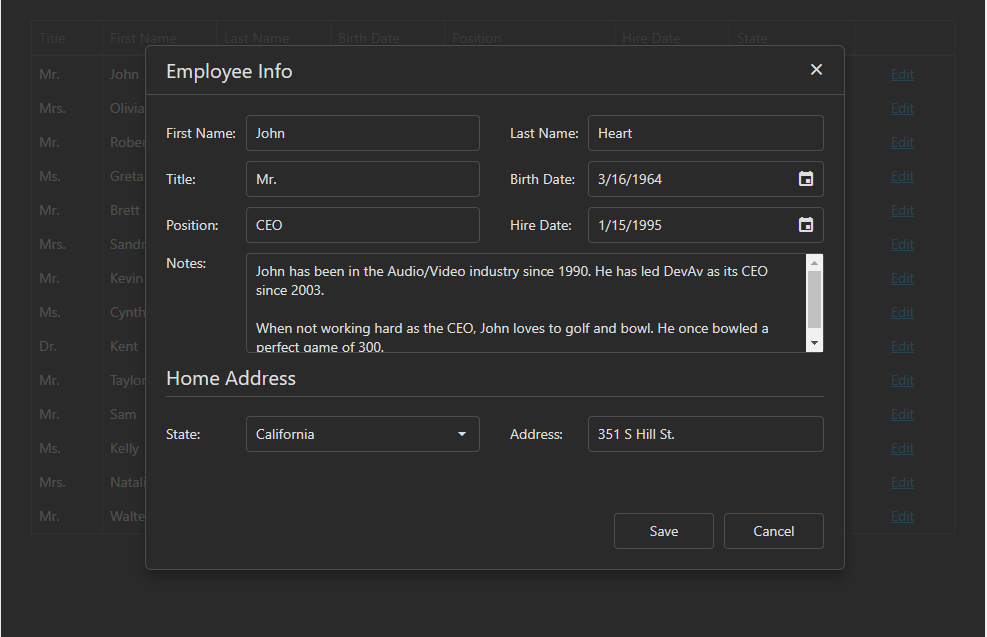 Title First Name Last Name Birth Date Position Hire Date State
Employee Info
Mr. John Edit
Mrs. Olivia Edit
First Name: John Last Name: Heart
Mr. Rober Edit
Ms. Greta Edit
Title: Mr. Birth Date: 3/16/1964
Mr. Brett Edit
Position: CEO Hire Date: 1/15/1995
Mrs. Sandr Edit
Notes: John has been in the Audio/Video industry since 1990. He has led DevAv as its CEO
since 2003.
Mr. Kevin Edit
Ms. Cynth Edit
When not working hard as the CEO, John loves to golf and bowl. He once bowled a
perfect game of 300.
Dr. Kent Edit
Home Address
Mr. Taylor Edit
Mr. Sam Edit
State: California Address: 351 S Hill St.
Ms. Kelly Edit
Mrs. Natali Edit
Mr. Walte Edit
Save Cancel